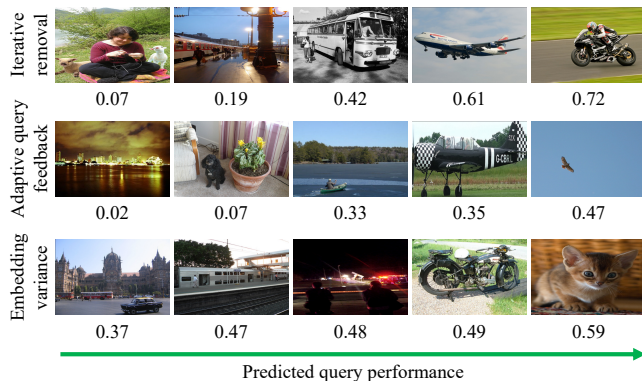 Iterative
removal
0.07 0.19 0.42 0.61 0.72
Adaptive query
feedback
G-CBRL
0.02 0.07 0.33 0.35 0.47
Embedding
variance
0.37 0.47 0.48 0.49 0.59
Predicted query performance